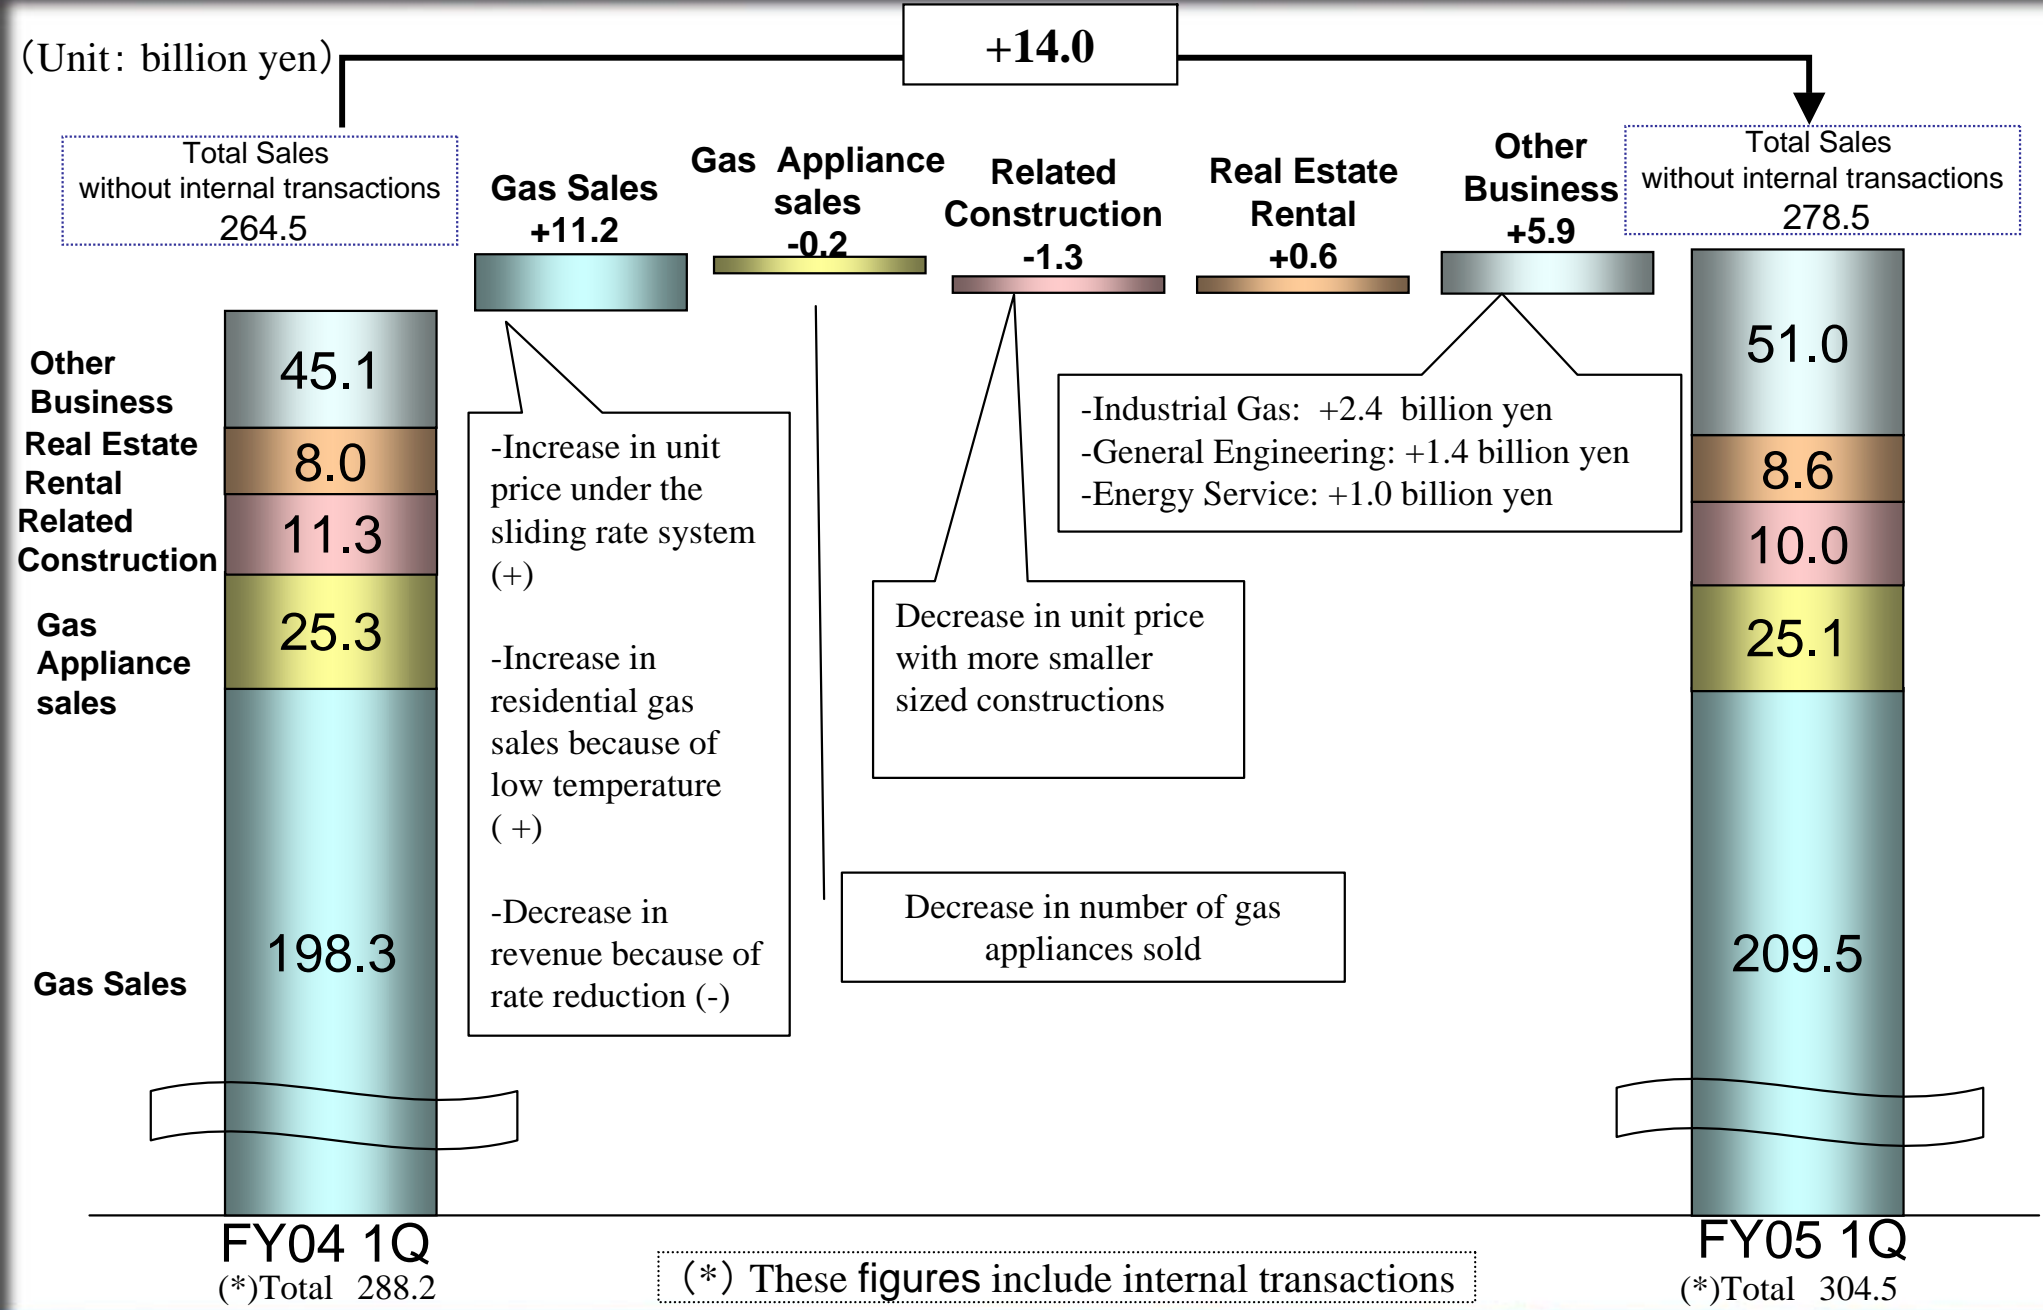 （Unit: billion yen）
+14.0
Total Sales
without internal transactions
264.5
Gas Sales
+11.2
Gas Appliance
sales
-0.2
Related
Construction
-1.3
Real Estate
Rental
+0.6
Other
Business
+5.9
Total Sales
without internal transactions
278.5
Other
Business
Real Estate
Rental
Related
Construction
Gas
Appliance
sales
Gas Sales
45.1
8.0
11.3
25.3
198.3
-Increase in unit
price under the
sliding rate system
(+)
-Increase in
residential gas
sales because of
low temperature
( +)
-Decrease in
revenue because of
rate reduction (-)
Decrease in number of gas
appliances sold
Decrease in unit price
with more smaller
sized constructions
-Industrial Gas: +2.4 billion yen
-General Engineering: +1.4 billion yen
-Energy Service: +1.0 billion yen
51.0
8.6
10.0
25.1
209.5
FY04 1Q
(*)Total 288.2
（*）These figures include internal transactions
FY05 1Q
(*)Total 304.5